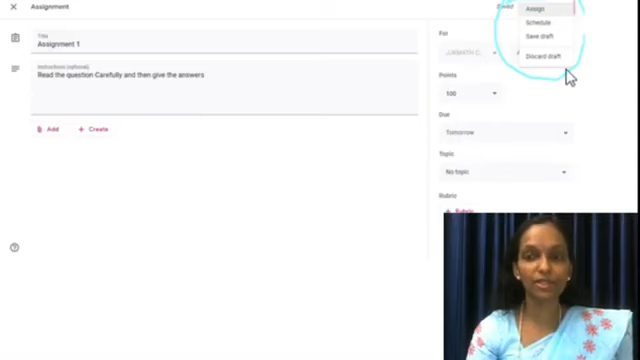 Assignment
Saved
Assign
Schedule
Save draft
Discard draft
Title
Assignment 1
Instructions (optional)
Read the question Carefully and then give the answers
Add
Create
For
Points
100
Due
Tomorrow
Topic
No topic
Rubric
+ Rubric